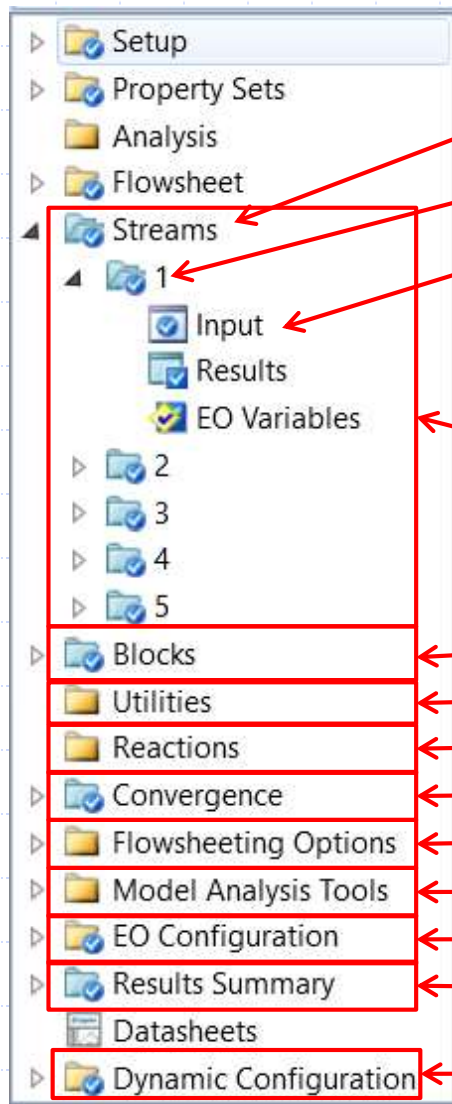 Setup
Property Sets
Analysis
Flowsheet
Streams
1
Input
Results
EO Variables
2
3
4
5
Blocks
Utilities
Reactions
Convergence
Flowsheeting Options
Model Analysis Tools
EO Configuration
Results Summary
Datasheets
Dynamic Configuration